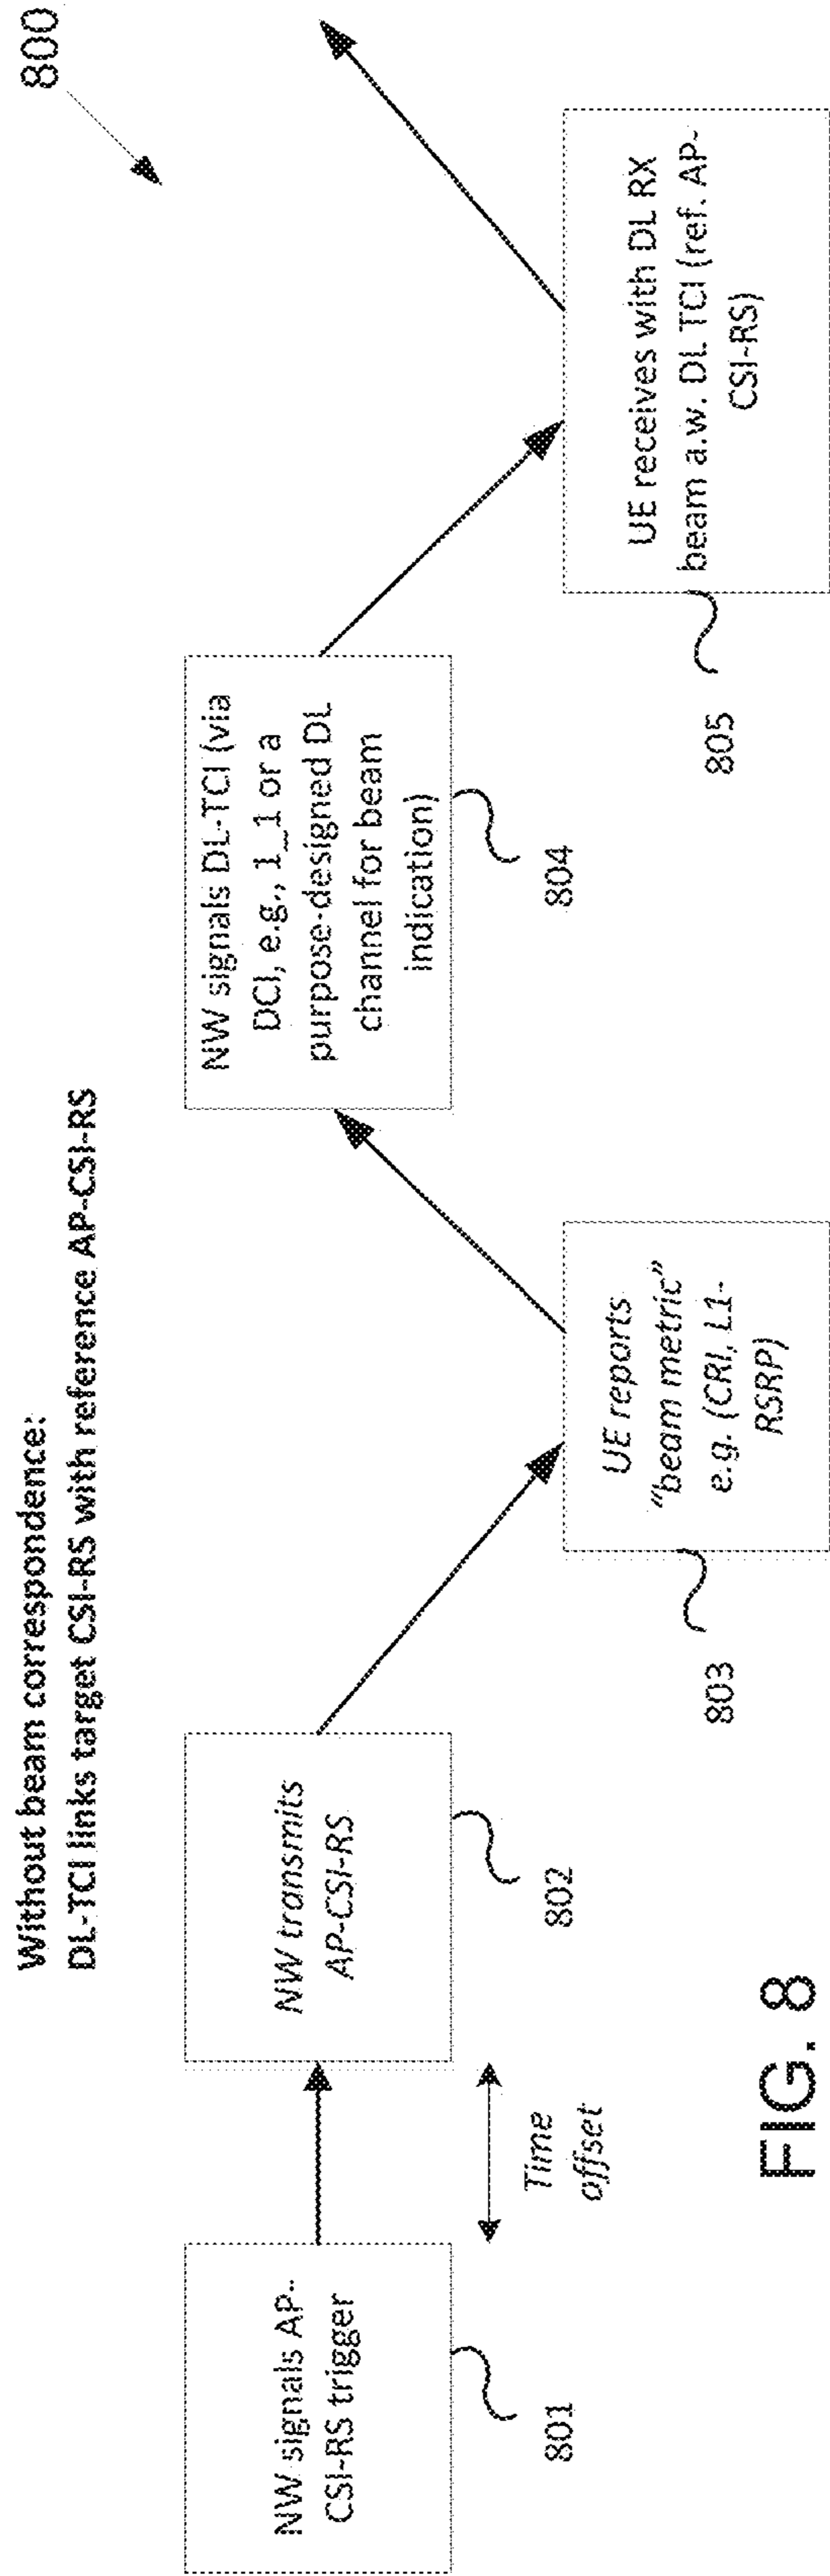 800
Without beam correspondence:
DL-TCI links target CSI-RS with reference AP-CSI-RS
NW signals AP-
CSI-RS trigger
801
Time
offset
NW transmits
AP-CSI-RS
802
UE reports
“beam metric”
e.g. (CRI, L1-
RSRP)
803
NW signals DL-TCI (via
DCI, e.g., 1_1 or a
purpose-designed DL
channel for beam
indication)
804
UE receives with DL RX
beam a.w. DL TCI (ref. AP-
CSI-RS)
805
FIG. 8